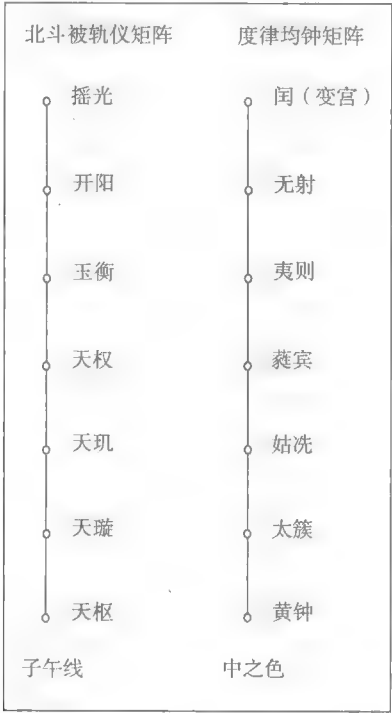 北斗被轨仪矩阵 度律均钟矩阵
摇光 闰（变宫）
开阳 无射
玉衡 夷则
天权 蕤宾
天玑 姑洗
天璇 太簇
天枢 黄钟
子午线 中之色